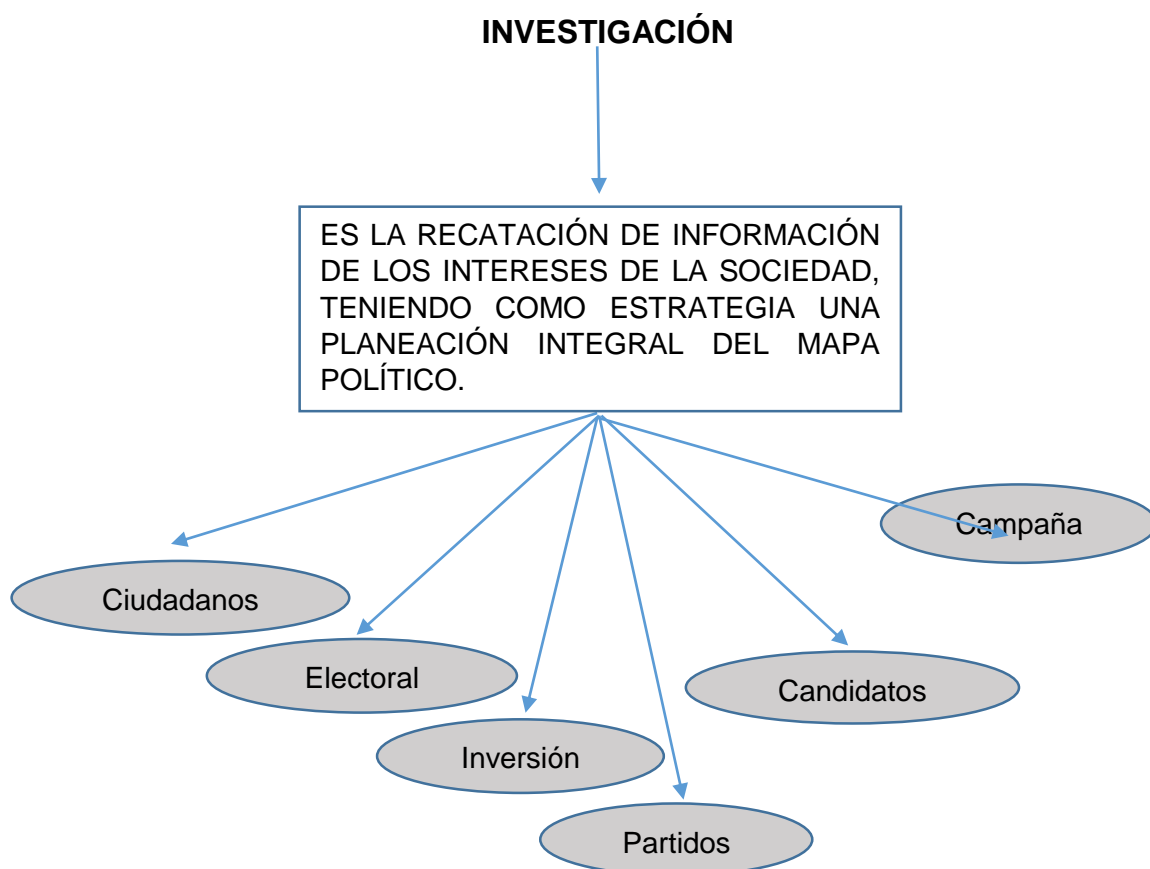 INVESTIGACIÓN
ES LA RECATACIÓN DE INFORMACIÓN
DE LOS INTERESES DE LA SOCIEDAD,
TENIENDO COMO ESTRATEGIA UNA
PLANEACIÓN INTEGRAL DEL MAPA
POLÍTICO.
Campaña
Ciudadanos
Electoral
Candidatos
Inversión
Partidos